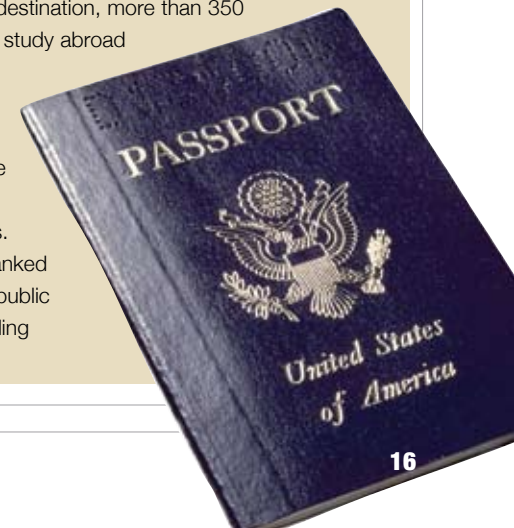 destination, more than 350
study abroad
e
s.
anked
public
ding
PASSPORT
United States
of America
16